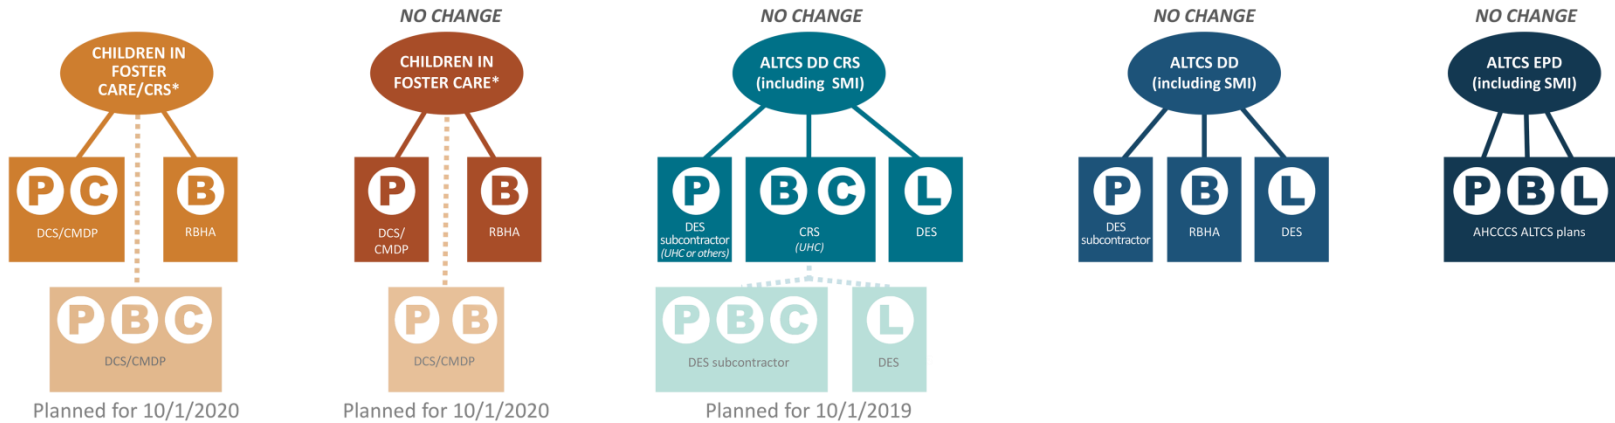 CHILDREN IN
FOSTER
CARE/CRS*
P C
DCS/CMDP
B
RBHA
P B C
DCS/CMDP
Planned for 10/1/2020
NO CHANGE
CHILDREN IN
FOSTER CARE*
P
DCS/
CMDP
B
RBHA
P B
DCS/CMDP
Planned for 10/1/2020
NO CHANGE
ALTCS DD CRS
(including SMI)
P
DES
subcontractor
(UHC or others)
B C
CRS
(UHC)
L
DES
P B C
DES subcontractor
L
DES
Planned for 10/1/2019
NO CHANGE
ALTCS DD
(including SMI)
P
DES
subcontractor
B
RBHA
L
DES
NO CHANGE
ALTCS EPD
(including SMI)
P B L
AHCCCS ALTCS plans